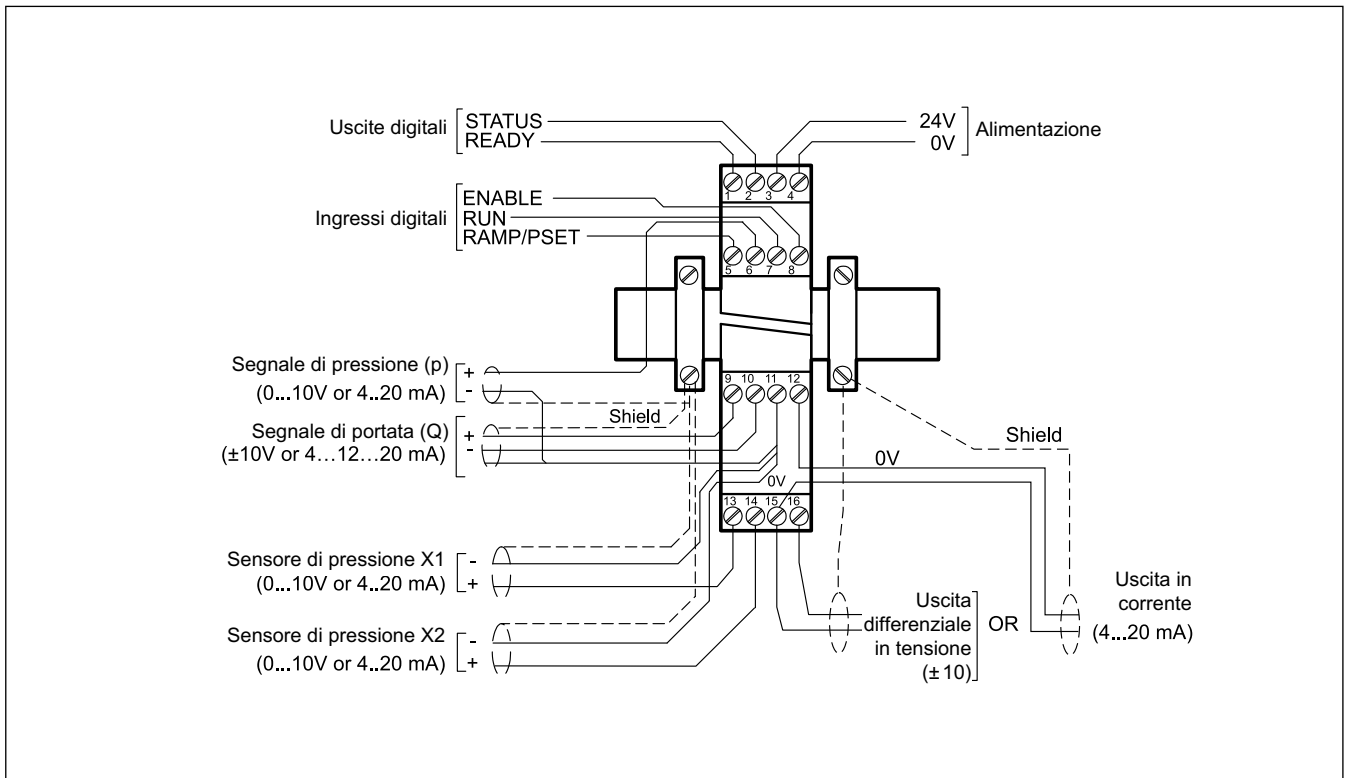 Uscite digitali
STATUS
READY
24V
0V
Alimentazione
1 2 3 4
Ingressi digitali
ENABLE
RUN
RAMP/PSET
5 6 7 8
Segnale di pressione (p)
(0...10V or 4..20 mA)
+
-
Shield
Segnale di portata (Q)
(±10V or 4…12…20 mA)
+
-
9 10 11 12
Shield
0V
0V
13 14 15 16
Sensore di pressione X1
(0...10V or 4..20 mA)
-
+
Sensore di pressione X2
(0...10V or 4..20 mA)
-
+
Uscita
differenziale
in tensione
(±10)
OR
Uscita in
corrente
(4...20 mA)